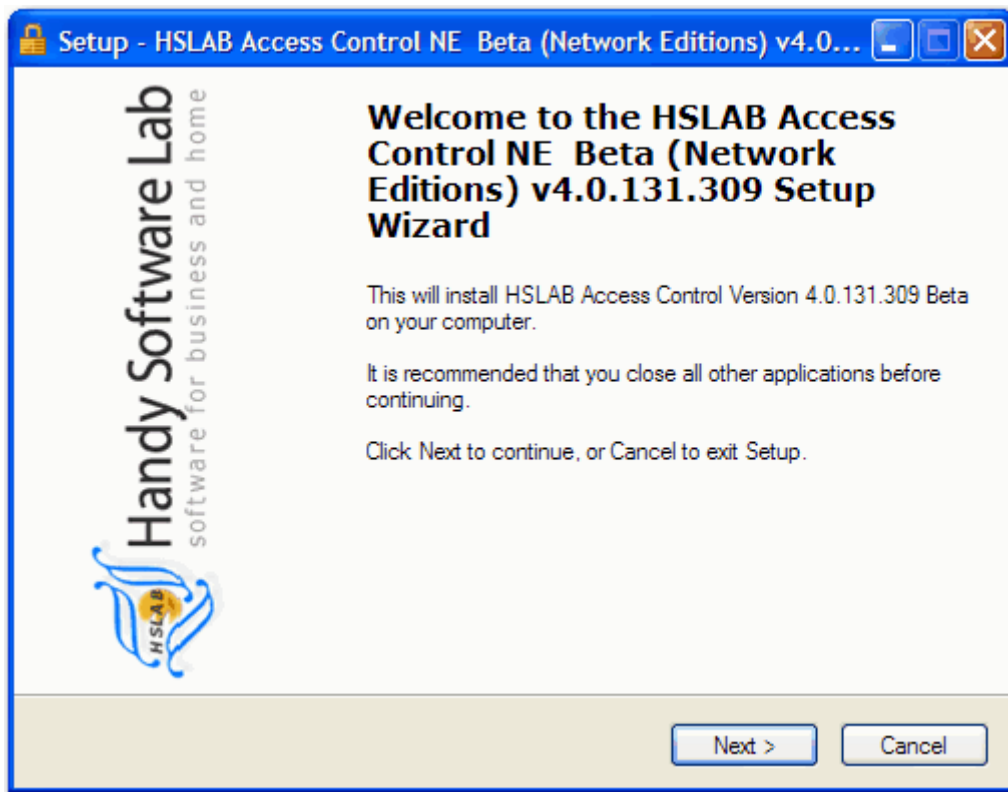 Setup - HSLAB Access Control NE  Beta (Network Editions) v4.0...
Handy Software Lab
software for business and home
HSLAB
Welcome to the HSLAB Access
Control NE  Beta (Network
Editions) v4.0.131.309 Setup
Wizard
This will install HSLAB Access Control Version 4.0.131.309 Beta
on your computer.
It is recommended that you close all other applications before
continuing.
Click Next to continue, or Cancel to exit Setup.
Next >
Cancel